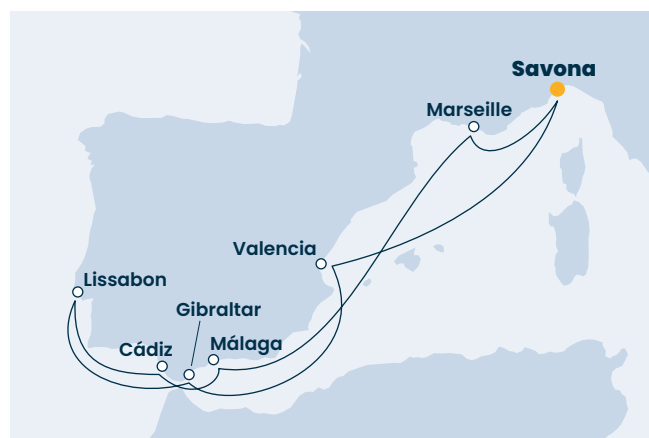 Savona
Marseille
Valencia
Lissabon
Gibraltar
Cádiz
Málaga